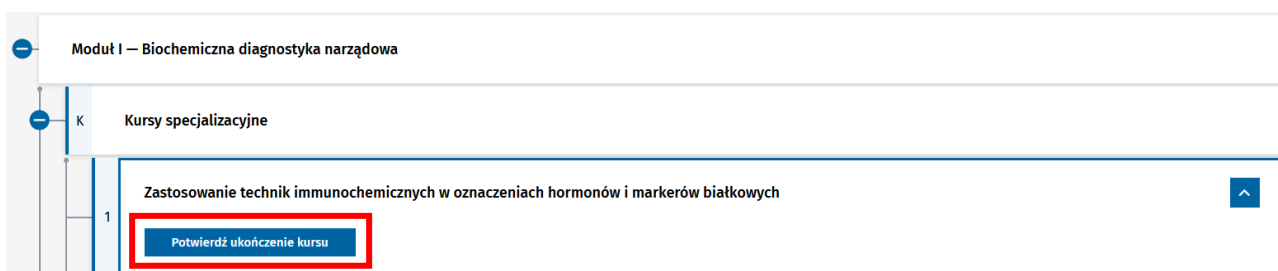 Moduł I — Biochemiczna diagnostyka narządowa
K
Kursy specjalizacyjne
Zastosowanie technik immunochemicznych w oznaczeniach hormonów i markerów białkowych
1
Potwierdź ukończenie kursu